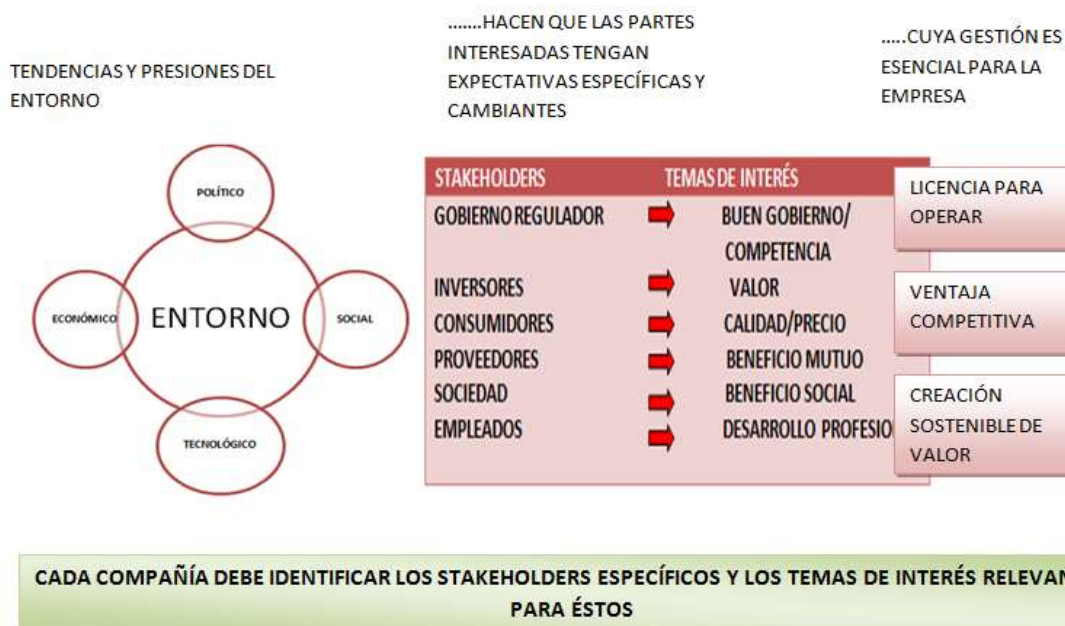 TENDENCIAS Y PRESIONES DEL
ENTORNO
.......HACEN QUE LAS PARTES
INTERESADAS TENGAN
EXPECTATIVAS ESPECÍFICAS Y
CAMBIANTES
.....CUYA GESTIÓN ES
ESENCIAL PARA LA
EMPRESA
POLÍTICO
ECONÓMICO
ENTORNO
SOCIAL
TECNOLÓGICO
STAKEHOLDERS TEMAS DE INTERÉS
GOBIERNO REGULADOR BUEN GOBIERNO/
COMPETENCIA
INVERSORES VALOR
CONSUMIDORES CALIDAD/PRECIO
PROVEEDORES BENEFICIO MUTUO
SOCIEDAD BENEFICIO SOCIAL
EMPLEADOS DESARROLLO PROFESIO
LICENCIA PARA
OPERAR
VENTAJA
COMPETITIVA
CREACIÓN
SOSTENIBLE DE
VALOR
CADA COMPAÑÍA DEBE IDENTIFICAR LOS STAKEHOLDERS ESPECÍFICOS Y LOS TEMAS DE INTERÉS RELEVAN
PARA ÉSTOS